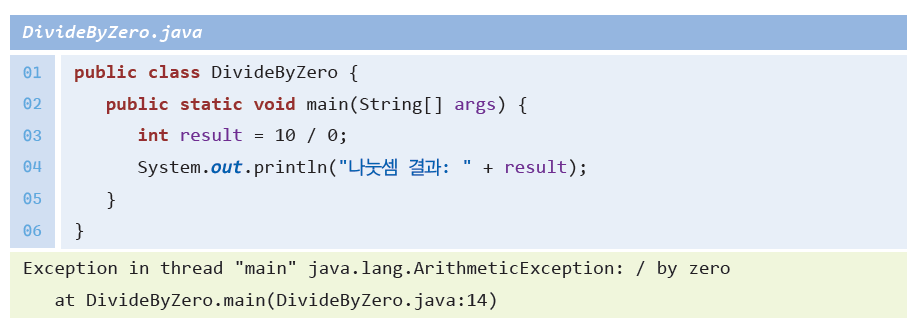 DivideByZero.java
01 public class DivideByZero {
02 public static void main(String[] args) {
03 int result = 10 / 0;
04 System.out.println("나눗셈 결과: " + result);
05 }
06 }
Exception in thread "main" java.lang.ArithmeticException: / by zero
at DivideByZero.main(DivideByZero.java:14)